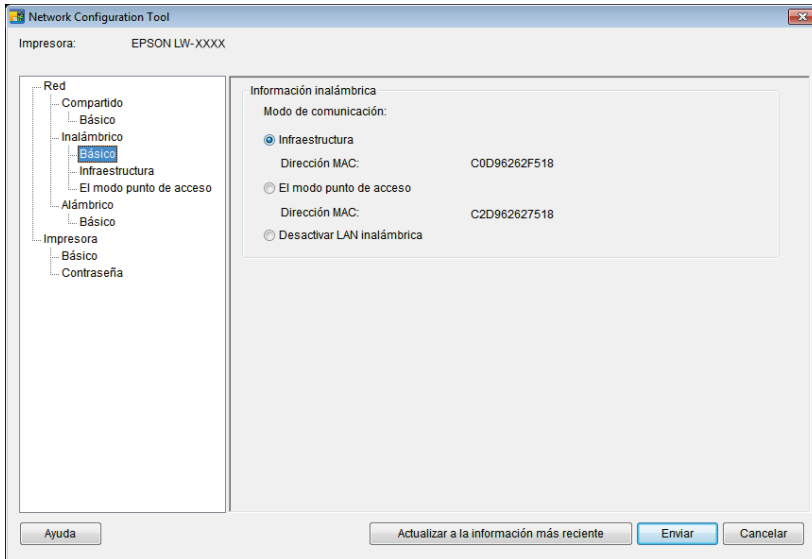 Network Configuration Tool
Impresora: EPSON LW-XXXX
Red
Compartido
Básico
Inalámbrico
Básico
Infraestructura
El modo punto de acceso
Alámbrico
Básico
Impresora
Básico
Contraseña
Información inalámbrica
Modo de comunicación:
Infraestructura
Dirección MAC: C0D96262F518
El modo punto de acceso
Dirección MAC: C2D962627518
Desactivar LAN inalámbrica
Ayuda
Actualizar a la información más reciente
Enviar
Cancelar